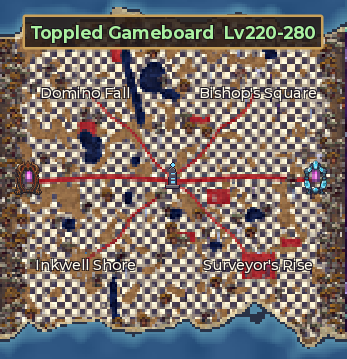 Toppled Gameboard Lv220-280
Domino Fall
Bishop's Square
Inkwell Shore
Surveyor's Rise